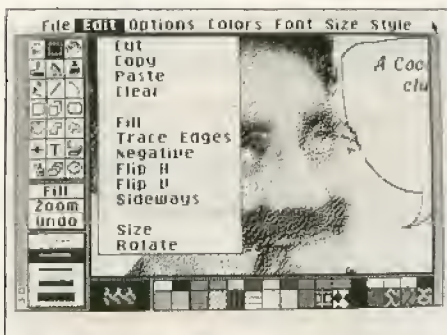 File Edit Options Colors Font Size Style
Cut
Copy
Paste
Clear
Fill
Trace Edges
Negative
Flip H
Flip V
Sideways
Size
Rotate
A Coo
clu
T
Fill
Zoom
Undo